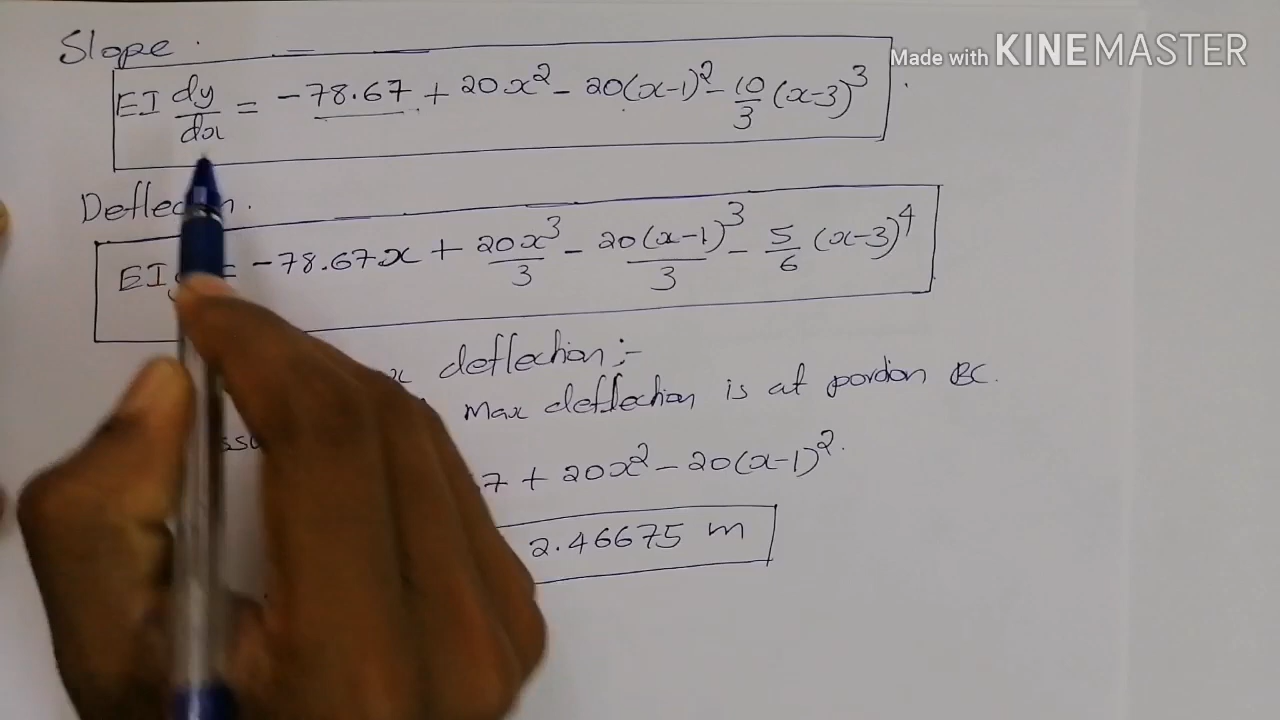 Made with KINEMASTER
Slope.
EI dy/dx = -78.67 + 20x² - 20(x-1)² - 10/3 (x-3)³.
EI = -78.67x + 20x³/3 - 20(x-1)³/3 - 5/6 (x-3)⁴
deflection:-
Max deflection is at portion BC.
7 + 20x² - 20(x-1)².
2.46675 m